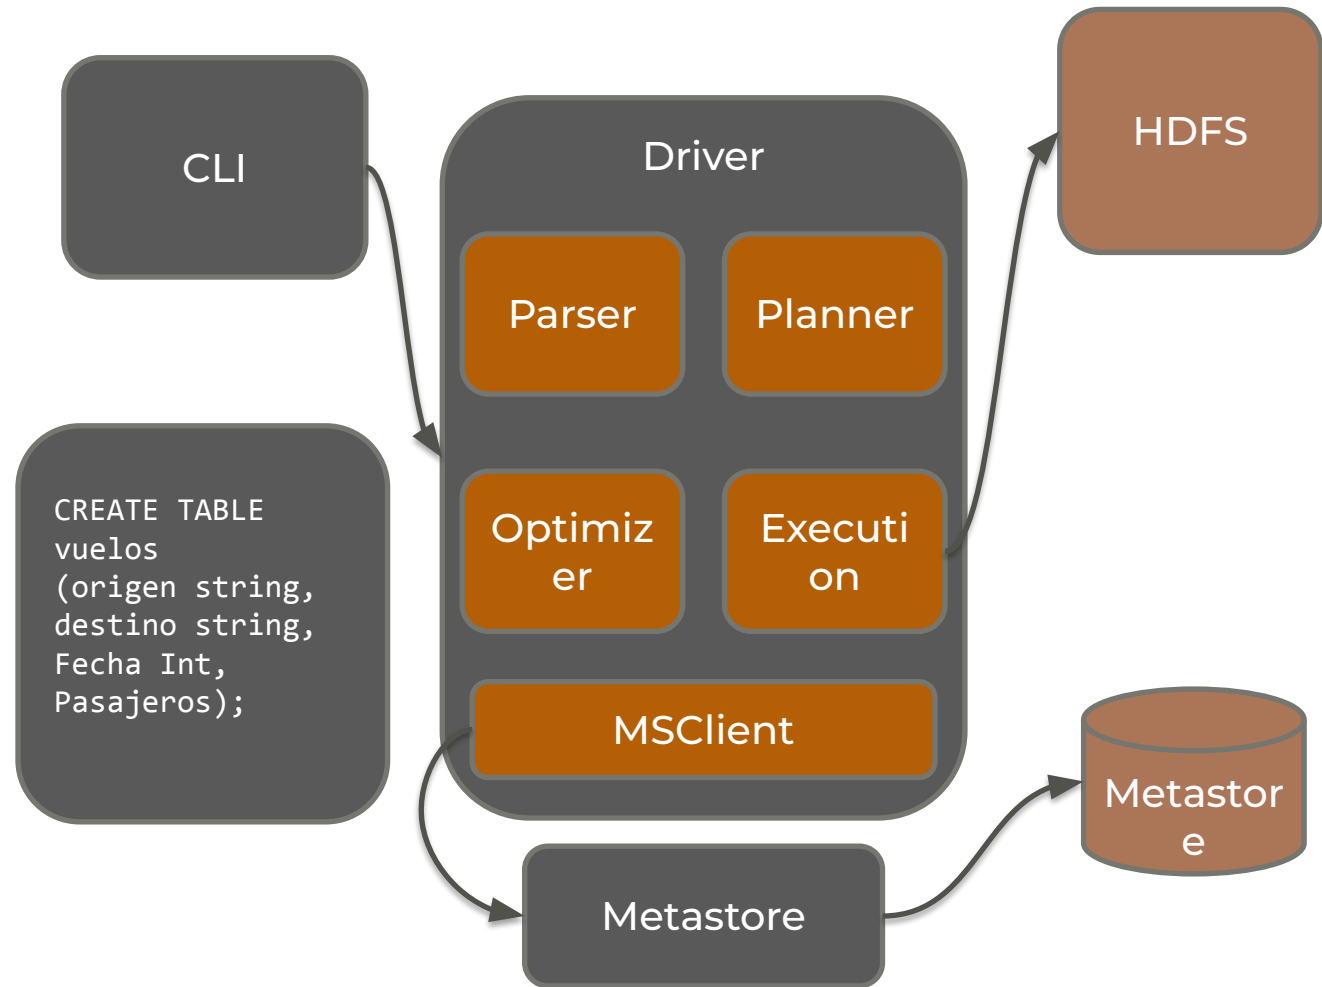 CLI
Driver
HDFS
Parser
Planner
CREATE TABLE
vuelos
(origen string,
destino string,
Fecha Int,
Pasajeros);
Optimiz
er
Executi
on
MSClient
Metastor
e
Metastore